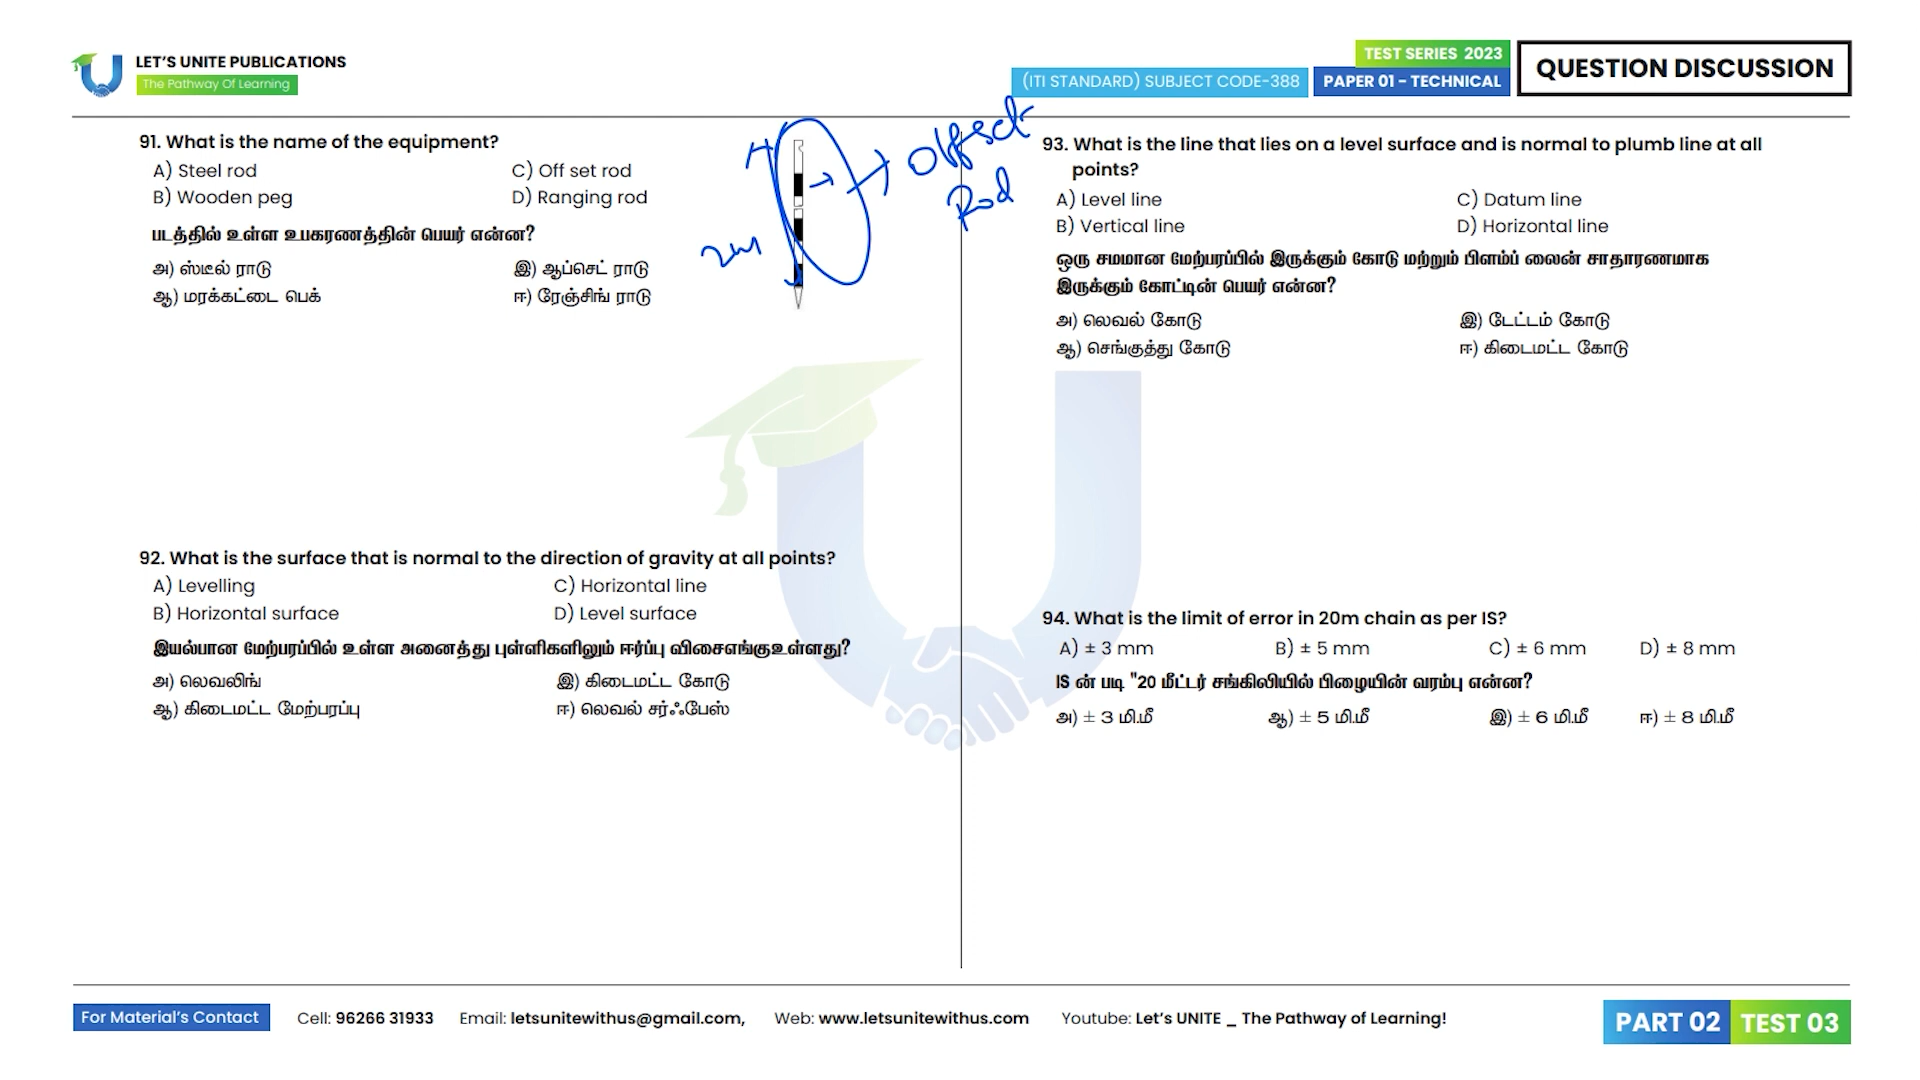 LET'S UNITE PUBLICATIONS
The Pathway Of Learning
TEST SERIES 2023
(ITI STANDARD) SUBJECT CODE-388
PAPER 01 - TECHNICAL
QUESTION DISCUSSION
91. What is the name of the equipment?
A) Steel rod
C) Off set rod
B) Wooden peg
D) Ranging rod
படத்தில் உள்ள உபகரணத்தின் பெயர் என்ன?
அ) ஸ்டீல் ராடு
இ) ஆப்செட் ராடு
ஆ) மரக்கட்டை பெக்
ஈ) ரேஞ்சிங் ராடு
2m
Offset
Rod
92. What is the surface that is normal to the direction of gravity at all points?
A) Levelling
C) Horizontal line
B) Horizontal surface
D) Level surface
இயல்பான மேற்பரப்பில் உள்ள அனைத்து புள்ளிகளிலும் ஈர்ப்பு விசைஎங்குஉள்ளது?
அ) லெவலிங்
இ) கிடைமட்ட கோடு
ஆ) கிடைமட்ட மேற்பரப்பு
ஈ) லெவல் சர்ஃபேஸ்
93. What is the line that lies on a level surface and is normal to plumb line at all
points?
A) Level line
C) Datum line
B) Vertical line
D) Horizontal line
ஒரு சமமான மேற்பரப்பில் இருக்கும் கோடு மற்றும் பிளம்ப் லைன் சாதாரணமாக
இருக்கும் கோட்டின் பெயர் என்ன?
அ) லெவல் கோடு
இ) டேட்டம் கோடு
ஆ) செங்குத்து கோடு
ஈ) கிடைமட்ட கோடு
94. What is the limit of error in 20m chain as per IS?
A) ± 3 mm B) ± 5 mm C) ± 6 mm D) ± 8 mm
IS ன் படி "20 மீட்டர் சங்கிலியில் பிழையின் வரம்பு என்ன?
அ) ± 3 மி.மீ ஆ) ± 5 மி.மீ இ) ± 6 மி.மீ ஈ) ± 8 மி.மீ
For Material's Contact
Cell: 96266 31933 Email: letsunitewithus@gmail.com, Web: www.letsunitewithus.com Youtube: Let's UNITE _ The Pathway of Learning!
PART 02 TEST 03